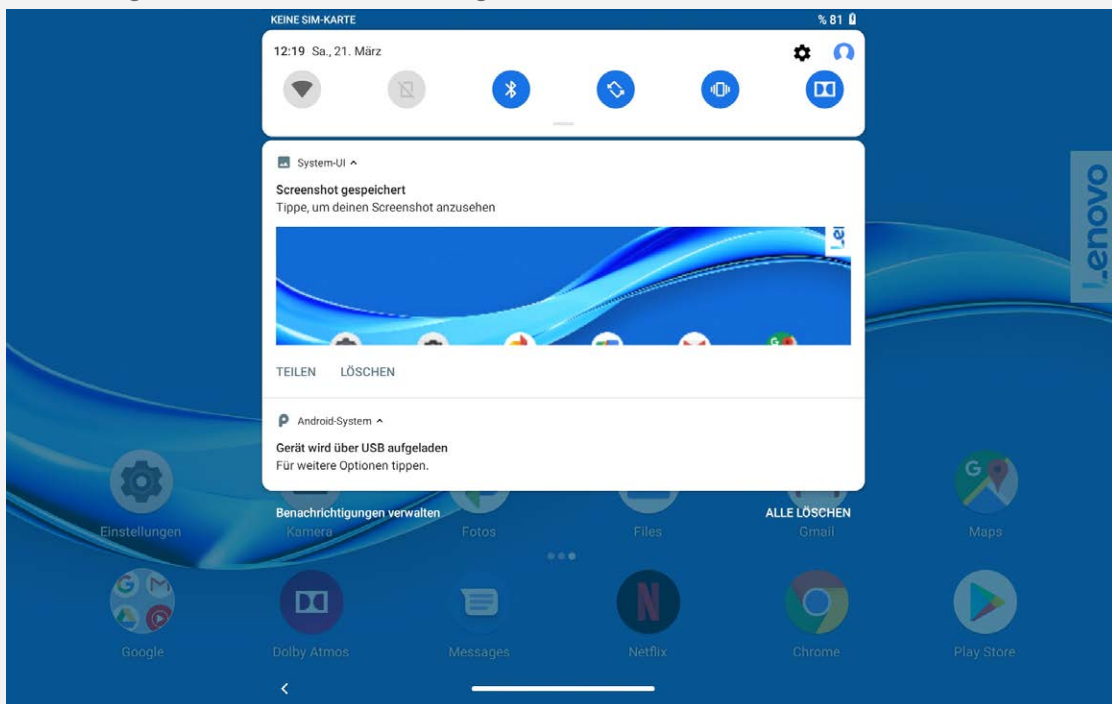 KEINE SIM-KARTE % 81
12:19 Sa., 21. März
System-UI
Screenshot gespeichert
Tippe, um deinen Screenshot anzusehen
Len
TEILEN LÖSCHEN
Android-System
Gerät wird über USB aufgeladen
Für weitere Optionen tippen.
Benachrichtigungen verwalten ALLE LÖSCHEN
Einstellungen Kamera Fotos Files Gmail Maps
Google Dolby Atmos Messages Netflix Chrome Play Store
Lenovo